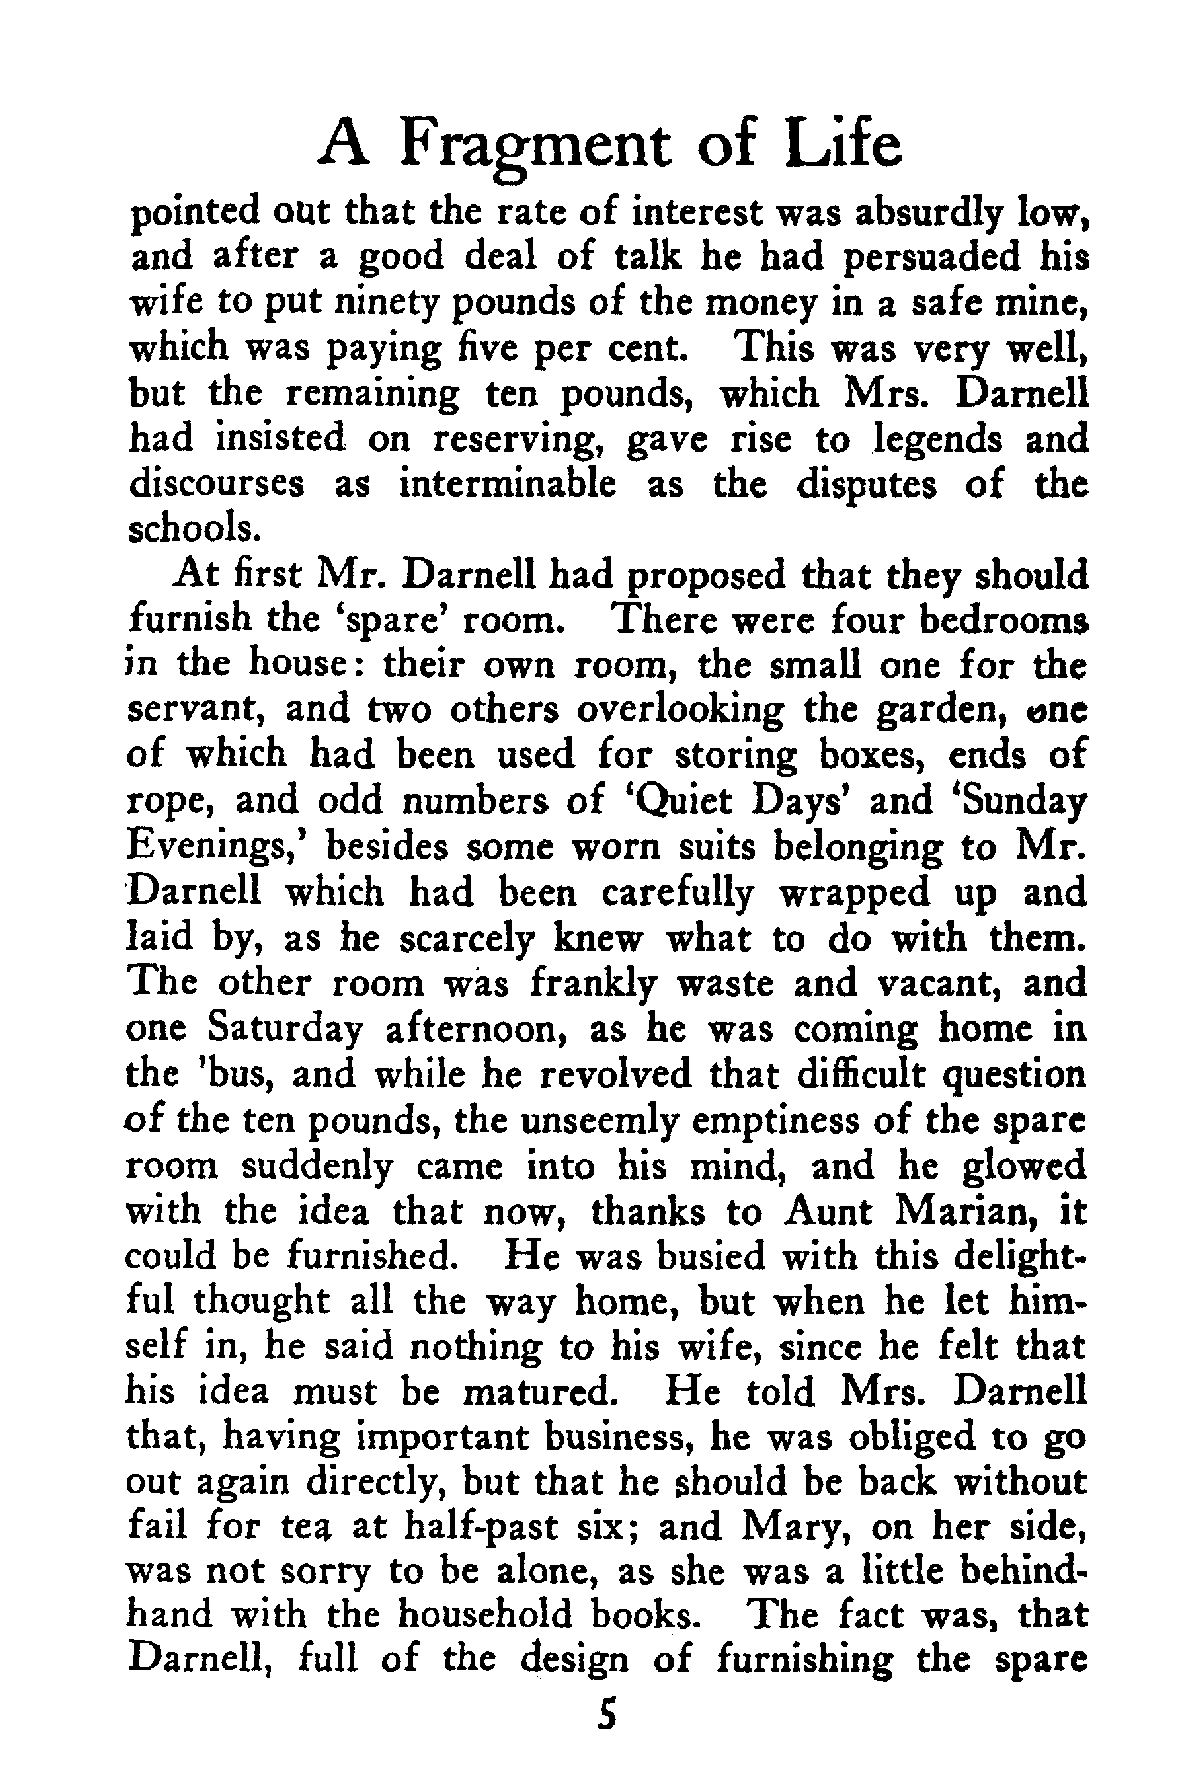 A Fragment of Life
pointed out that the rate of interest was absurdly low,
and after a good deal of talk he had persuaded his
wife to put ninety pounds of the money in a safe mine,
which was paying five per cent. This was very well,
but the remaining ten pounds, which Mrs. Darnell
had insisted on reserving, gave rise to legends and
discourses as interminable as the disputes of the
schools.
At first Mr. Darnell had proposed that they should
furnish the ‘spare’ room. There were four bedrooms
in the house: their own room, the small one for the
servant, and two others overlooking the garden, one
of which had been used for storing boxes, ends of
rope, and odd numbers of ‘Quiet Days’ and ‘Sunday
Evenings,’ besides some worn suits belonging to Mr.
Darnell which had been carefully wrapped up and
laid by, as he scarcely knew what to do with them.
The other room was frankly waste and vacant, and
one Saturday afternoon, as he was coming home in
the ’bus, and while he revolved that difficult question
of the ten pounds, the unseemly emptiness of the spare
room suddenly came into his mind, and he glowed
with the idea that now, thanks to Aunt Marian, it
could be furnished. He was busied with this delight-
ful thought all the way home, but when he let him-
self in, he said nothing to his wife, since he felt that
his idea must be matured. He told Mrs. Darnell
that, having important business, he was obliged to go
out again directly, but that he should be back without
fail for tea at half-past six; and Mary, on her side,
was not sorry to be alone, as she was a little behind-
hand with the household books. The fact was, that
Darnell, full of the design of furnishing the spare
5